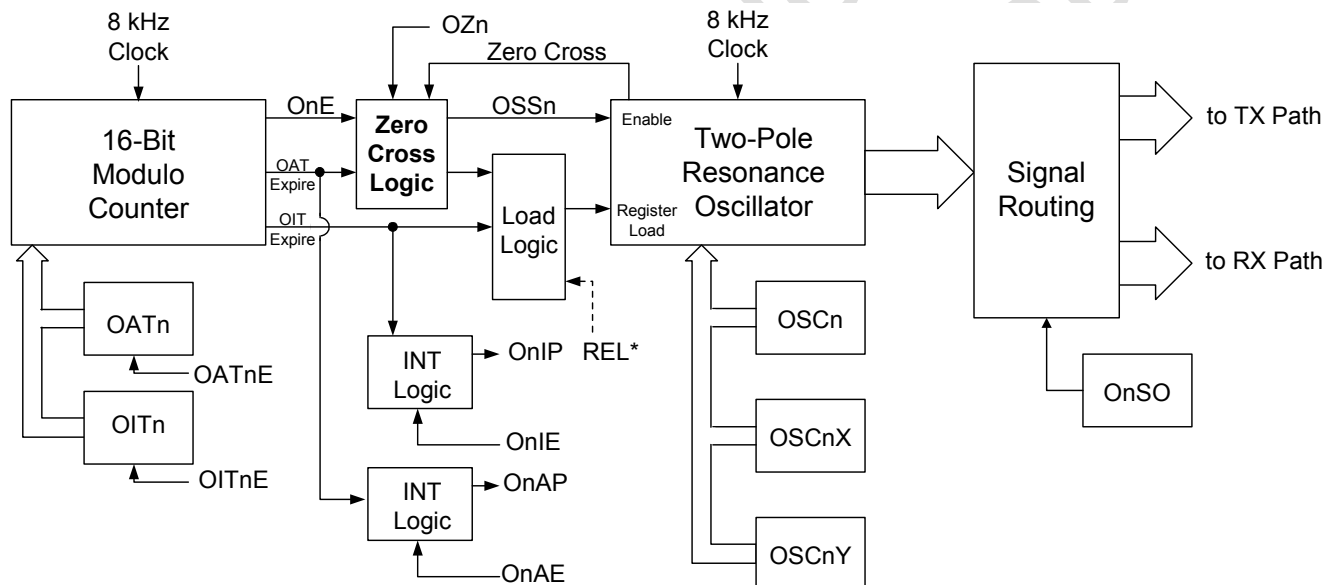 8 kHz
Clock
OZn
8 kHz
Clock
Zero Cross
OnE
OSSn
16-Bit
Modulo
Counter
Zero
Cross
Logic
OAT
Expire
OIT
Expire
Load
Logic
Enable
Two-Pole
Resonance
Oscillator
Register
Load
Signal
Routing
to TX Path
to RX Path
OATn
OATnE
OITn
OITnE
INT
Logic
OnIP
REL*
OnIE
INT
Logic
OnAP
OnAE
OSCn
OSCnX
OSCnY
OnSO